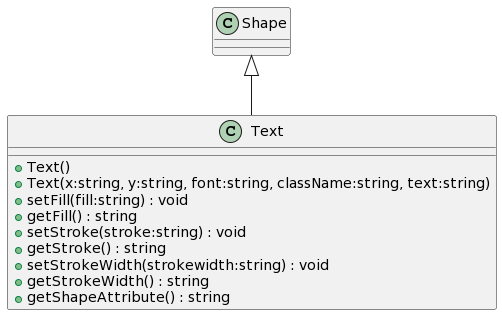 C Shape
C Text
Text()
Text(x:string, y:string, font:string, className:string, text:string)
setFill(fill:string) : void
getFill() : string
setStroke(stroke:string) : void
getStroke() : string
setStrokeWidth(strokewidth:string) : void
getStrokeWidth() : string
getShapeAttribute() : string